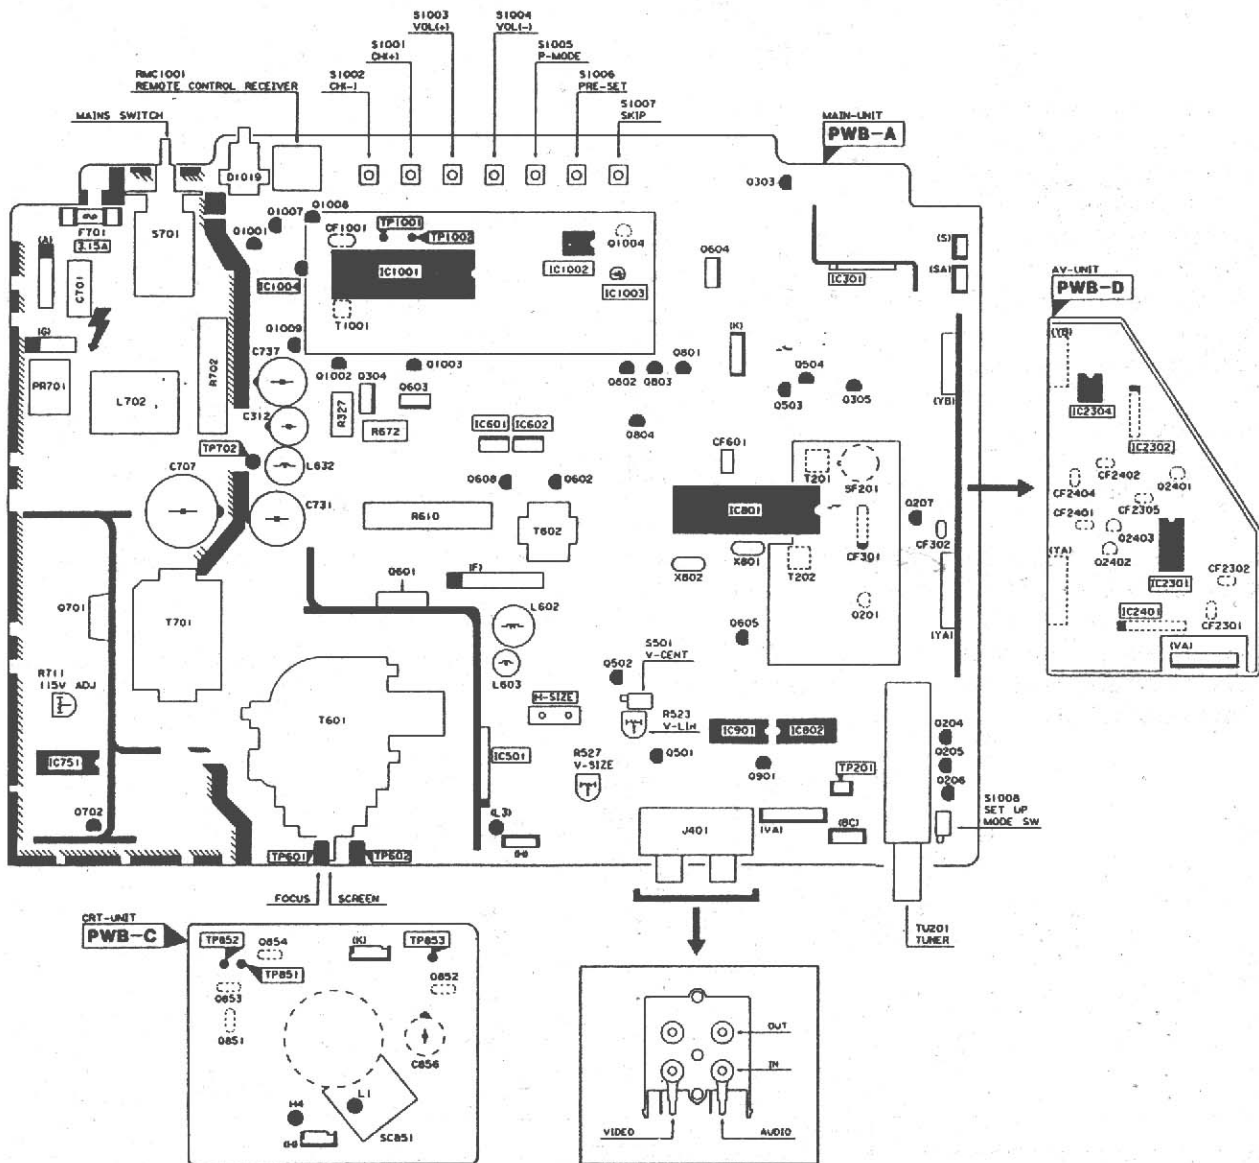 S1003
VOL(+)
S1004
VOL(-)
S1001
CH(+)
S1005
P-MODE
RMC1001
REMOTE CONTROL RECEIVER
S1002
CH(-)
S1006
PRE-SET
S1007
SKIP
MAINS SWITCH
MAIN-UNIT
PWB-A
D1019
Q303
F701
3.15A
S701
Q1007
Q1008
Q1001
CF1001
TP1001
TP1002
Q1004
(A)
C701
IC1004
IC1001
IC1002
IC1003
Q604
IC301
(S)
(SA)
AV-UNIT
PWB-D
T1001
(G)
Q1009
C737
R702
PR701
L702
Q1002
Q304
Q1003
Q603
Q802
Q803
Q801
(K)
Q504
Q503
Q305
(YB)
(YB)
IC2304
C312
R327
R672
IC601
IC602
Q804
TP702
L632
CF601
T201
SF201
IC2302
CF2402
CF2404
Q2401
C707
C731
Q608
Q602
R610
T602
IC801
Q207
CF302
CF2305
CF2401
Q2403
Q2402
X802
X801
T202
CF301
IC2301
CF2302
Q701
T701
Q601
(F)
L602
Q201
Q605
(YA)
(YA)
IC2401
CF2301
(VA)
R711
115V ADJ
L603
Q502
S501
V-CENT
T601
H-SIZE
R523
V-LIN
IC901
IC802
Q204
Q205
Q206
IC751
IC501
R527
V-SIZE
Q501
Q901
TP201
S1008
SET UP
MODE SW
Q702
(L3)
(H)
J401
(VA)
(BC)
TP601
TP602
FOCUS
SCREEN
TU201
TUNER
CRT-UNIT
PWB-C
TP852
Q854
(K)
TP853
TP851
Q853
Q852
Q851
C856
OUT
IN
H4
L1
(H)
SC851
VIDEO
AUDIO